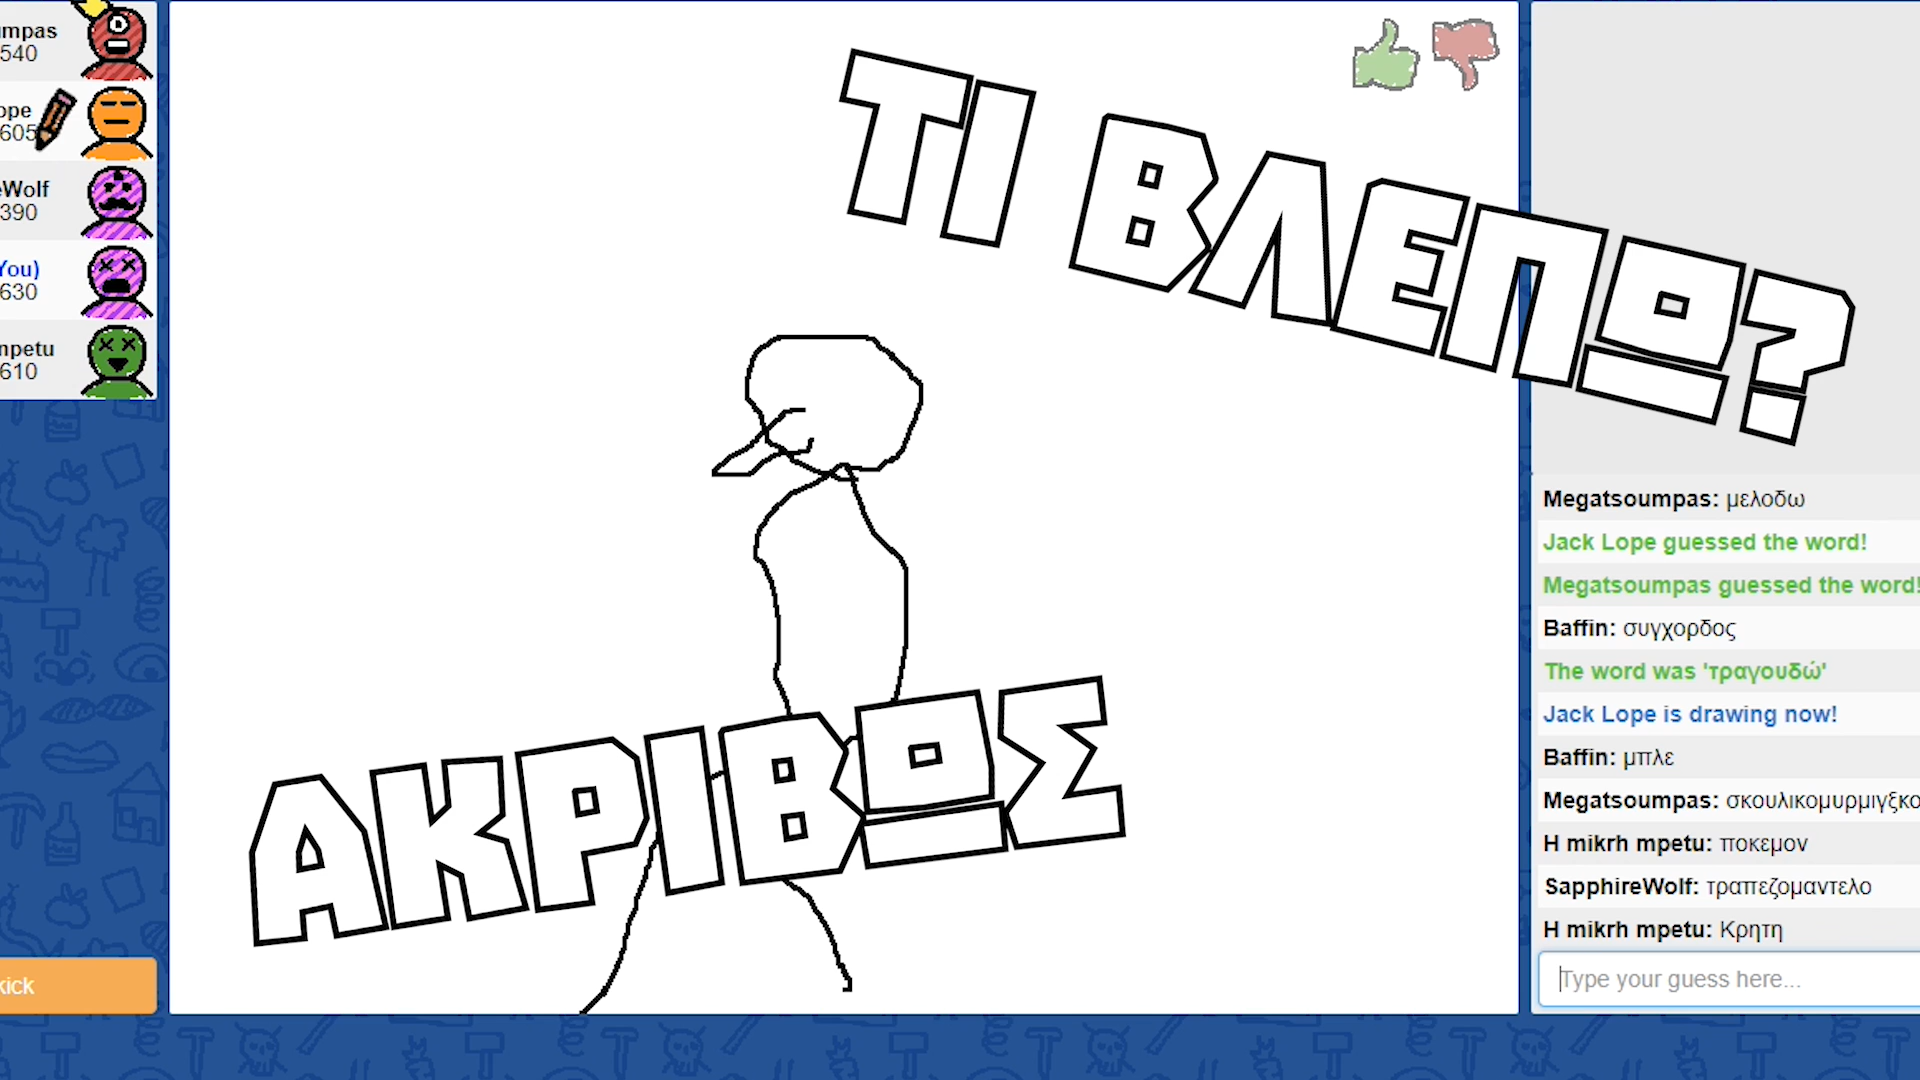 mpas
540
ope
605
eWolf
390
You)
630
mpetu
610
kick
ΤΙ ΒΛΕΠΩ?
ΑΚΡΙΒΩΣ
Megatsoumpas: μελοδω
Jack Lope guessed the word!
Megatsoumpas guessed the word!
Baffin: συγχορδος
The word was 'τραγουδώ'
Jack Lope is drawing now!
Baffin: μπλε
Megatsoumpas: σκουλικομυρμιγξκο
H mikrh mpetu: ποκεμον
SapphireWolf: τραπεζομαντελο
H mikrh mpetu: Κρητη
Type your guess here...